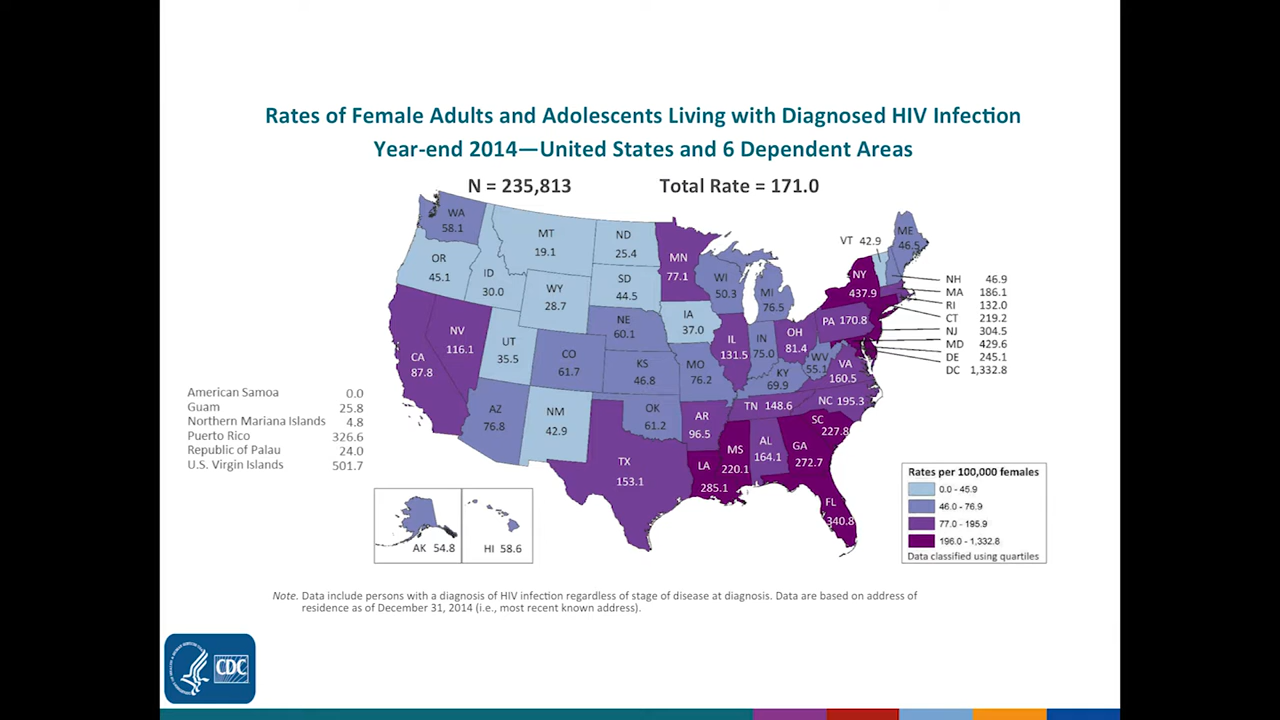 Rates of Female Adults and Adolescents Living with Diagnosed HIV Infection
Year-end 2014—United States and 6 Dependent Areas
N = 235,813 Total Rate = 171.0
WA
58.1
MT
19.1
ND
25.4
MN
77.1
OR
45.1
ID
30.0
WY
28.7
SD
44.5
WI
50.3
MI
76.5
VT 42.9
ME
46.5
NY
437.9
NH 46.9
MA 186.1
RI 132.0
CT 219.2
NJ 304.5
MD 429.6
DE 245.1
DC 1,332.8
NV
116.1
CA
87.8
UT
35.5
CO
61.7
NE
60.1
IA
37.0
KS
46.8
MO
76.2
IL
131.5
IN
75.0
OH
81.4
PA 170.8
WV
55.1
VA
160.5
KY
69.9
AZ
76.8
NM
42.9
OK
61.2
AR
96.5
TN 148.6
NC 195.3
SC
227.8
TX
153.1
LA
285.1
MS
220.1
AL
164.1
GA
272.7
FL
340.8
AK 54.8
HI 58.6
American Samoa 0.0
Guam 25.8
Northern Mariana Islands 4.8
Puerto Rico 326.6
Republic of Palau 24.0
U.S. Virgin Islands 501.7
Rates per 100,000 females
0.0 - 45.9
46.0 - 76.9
77.0 - 195.9
196.0 - 1,332.8
Data classified using quartiles
Note. Data include persons with a diagnosis of HIV infection regardless of stage of disease at diagnosis. Data are based on address of
residence as of December 31, 2014 (i.e., most recent known address).
CDC